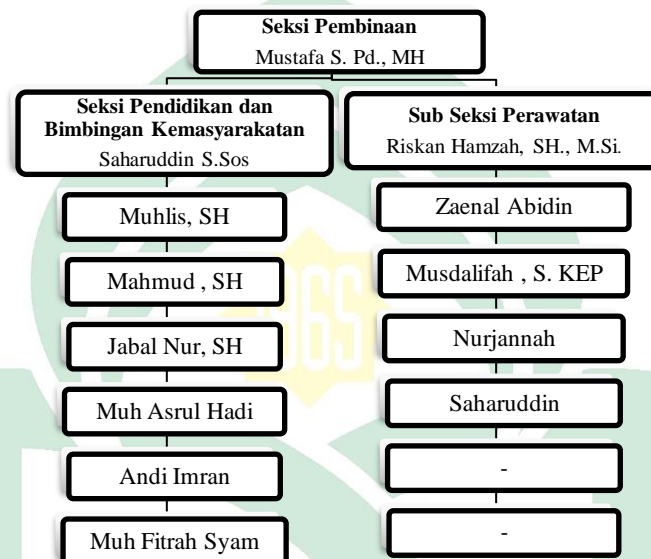 Seksi Pembinaan
Mustafa S. Pd., MH
Seksi Pendidikan dan
Bimbingan Kemasyarakatan
Saharuddin S.Sos
Muhlis, SH
Mahmud , SH
Jabal Nur, SH
Muh Asrul Hadi
Andi Imran
Muh Fitrah Syam
Sub Seksi Perawatan
Riskan Hamzah, SH., M.Si.
Zaenal Abidin
Musdalifah , S. KEP
Nurjannah
Saharuddin
-
-
1965